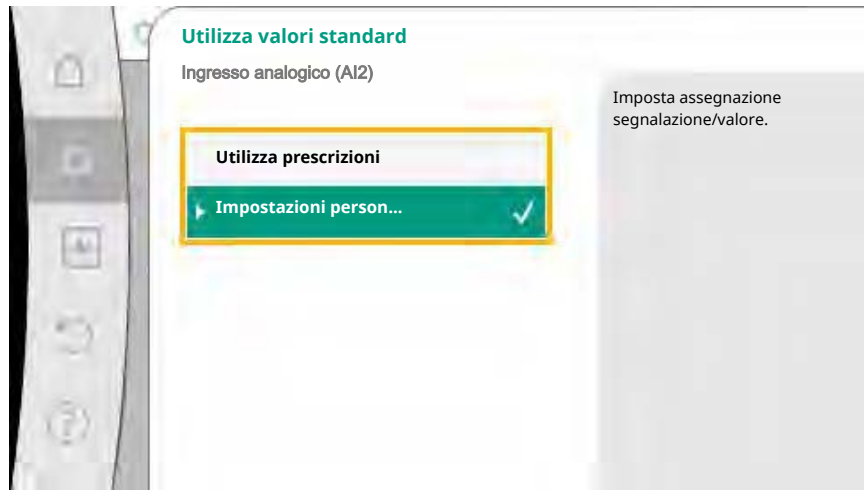 Utilizza valori standard
Ingresso analogico (AI2)
Utilizza prescrizioni
Impostazioni person...
Imposta assegnazione
segnalazione/valore.